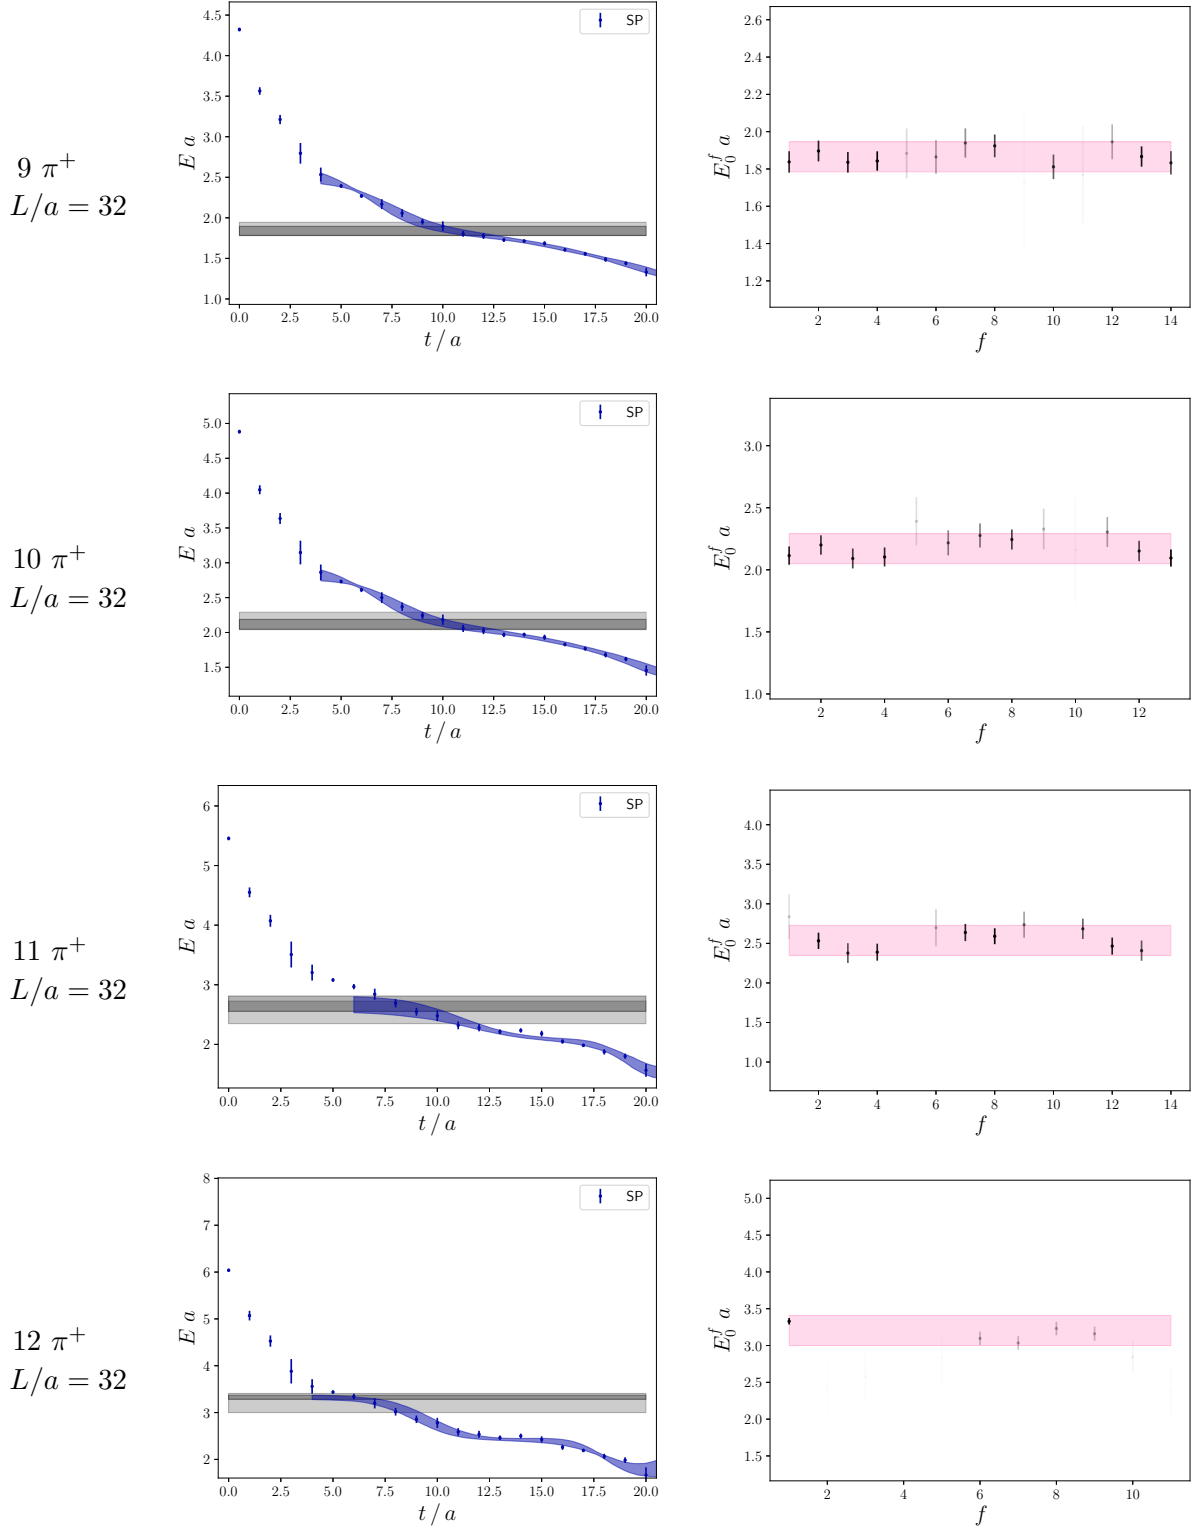 9 π⁺
L/a = 32
SP
E a
4.5
4.0
3.5
3.0
2.5
2.0
1.5
1.0
0.0 2.5 5.0 7.5 10.0 12.5 15.0 17.5 20.0
t / a
E₀ᶠ a
2.6
2.4
2.2
2.0
1.8
1.6
1.4
1.2
2 4 6 8 10 12 14
f
10 π⁺
L/a = 32
SP
E a
5.0
4.5
4.0
3.5
3.0
2.5
2.0
1.5
0.0 2.5 5.0 7.5 10.0 12.5 15.0 17.5 20.0
t / a
E₀ᶠ a
3.0
2.5
2.0
1.5
1.0
2 4 6 8 10 12
f
11 π⁺
L/a = 32
SP
E a
6
5
4
3
2
0.0 2.5 5.0 7.5 10.0 12.5 15.0 17.5 20.0
t / a
E₀ᶠ a
4.0
3.5
3.0
2.5
2.0
1.5
1.0
2 4 6 8 10 12 14
f
12 π⁺
L/a = 32
SP
E a
8
7
6
5
4
3
2
0.0 2.5 5.0 7.5 10.0 12.5 15.0 17.5 20.0
t / a
E₀ᶠ a
5.0
4.5
4.0
3.5
3.0
2.5
2.0
1.5
2 4 6 8 10
f